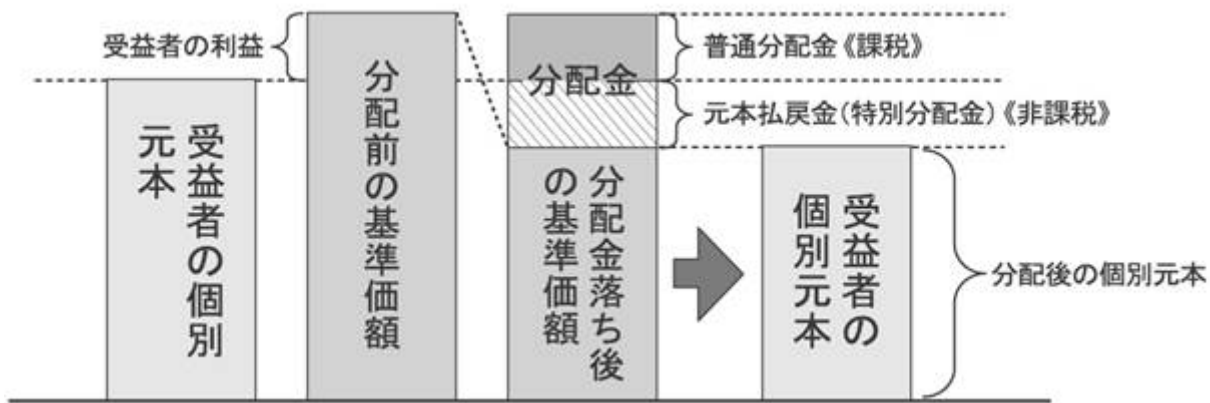 受益者の利益
普通分配金《課税》
分配金
元本払戻金(特別分配金)《非課税》
受益者の個別
元本
分配前の基準価額
分配金落ち後
の基準価額
受益者の
個別元本
分配後の個別元本